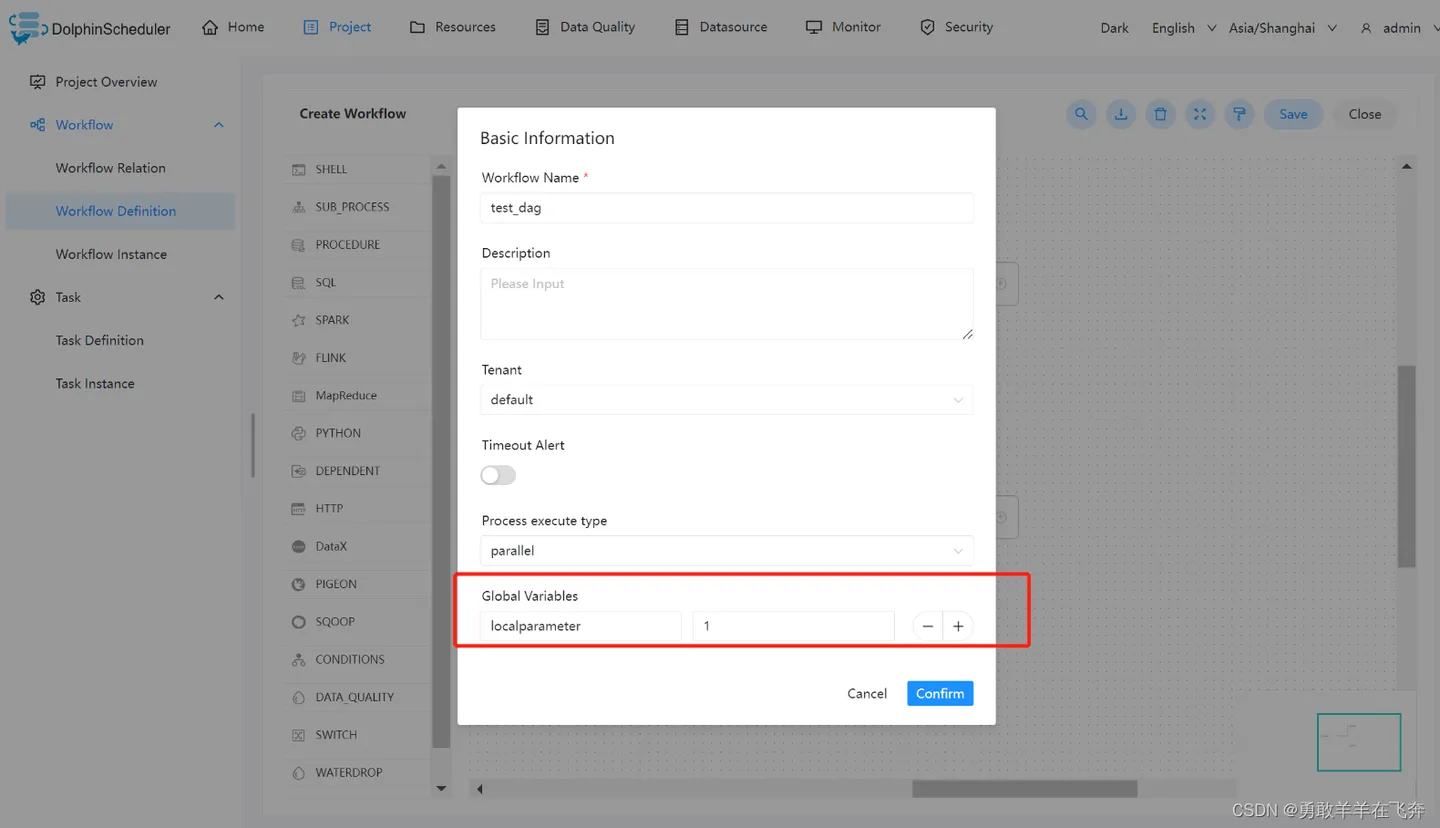 DolphinScheduler
Home
Project
Resources
Data Quality
Datasource
Monitor
Security
Dark
English
Asia/Shanghai
admin
Project Overview
Workflow
Workflow Relation
Workflow Definition
Workflow Instance
Task
Task Definition
Task Instance
Create Workflow
Save
Close
SHELL
SUB_PROCESS
PROCEDURE
SQL
SPARK
FLINK
MapReduce
PYTHON
DEPENDENT
HTTP
DataX
PIGEON
SQOOP
CONDITIONS
DATA_QUALITY
SWITCH
WATERDROP
Basic Information
Workflow Name *
test_dag
Description
Please Input
Tenant
default
Timeout Alert
Process execute type
parallel
Global Variables
localparameter
1
Cancel
Confirm
CSDN @勇敢羊羊在飞奔